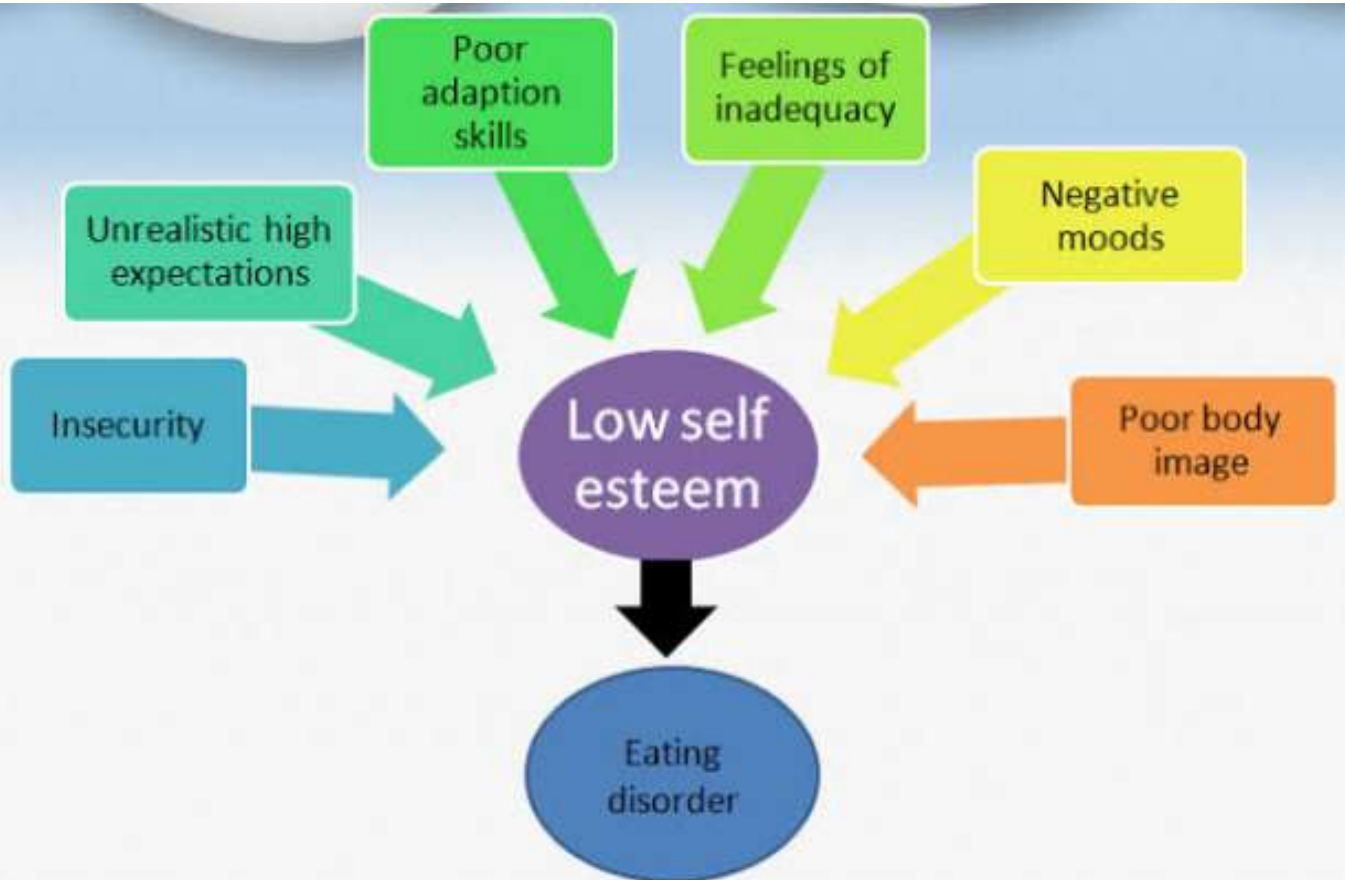 Poor
adaption
skills
Feelings of
inadequacy
Unrealistic high
expectations
Negative
moods
Insecurity
Low self
esteem
Poor body
image
Eating
disorder